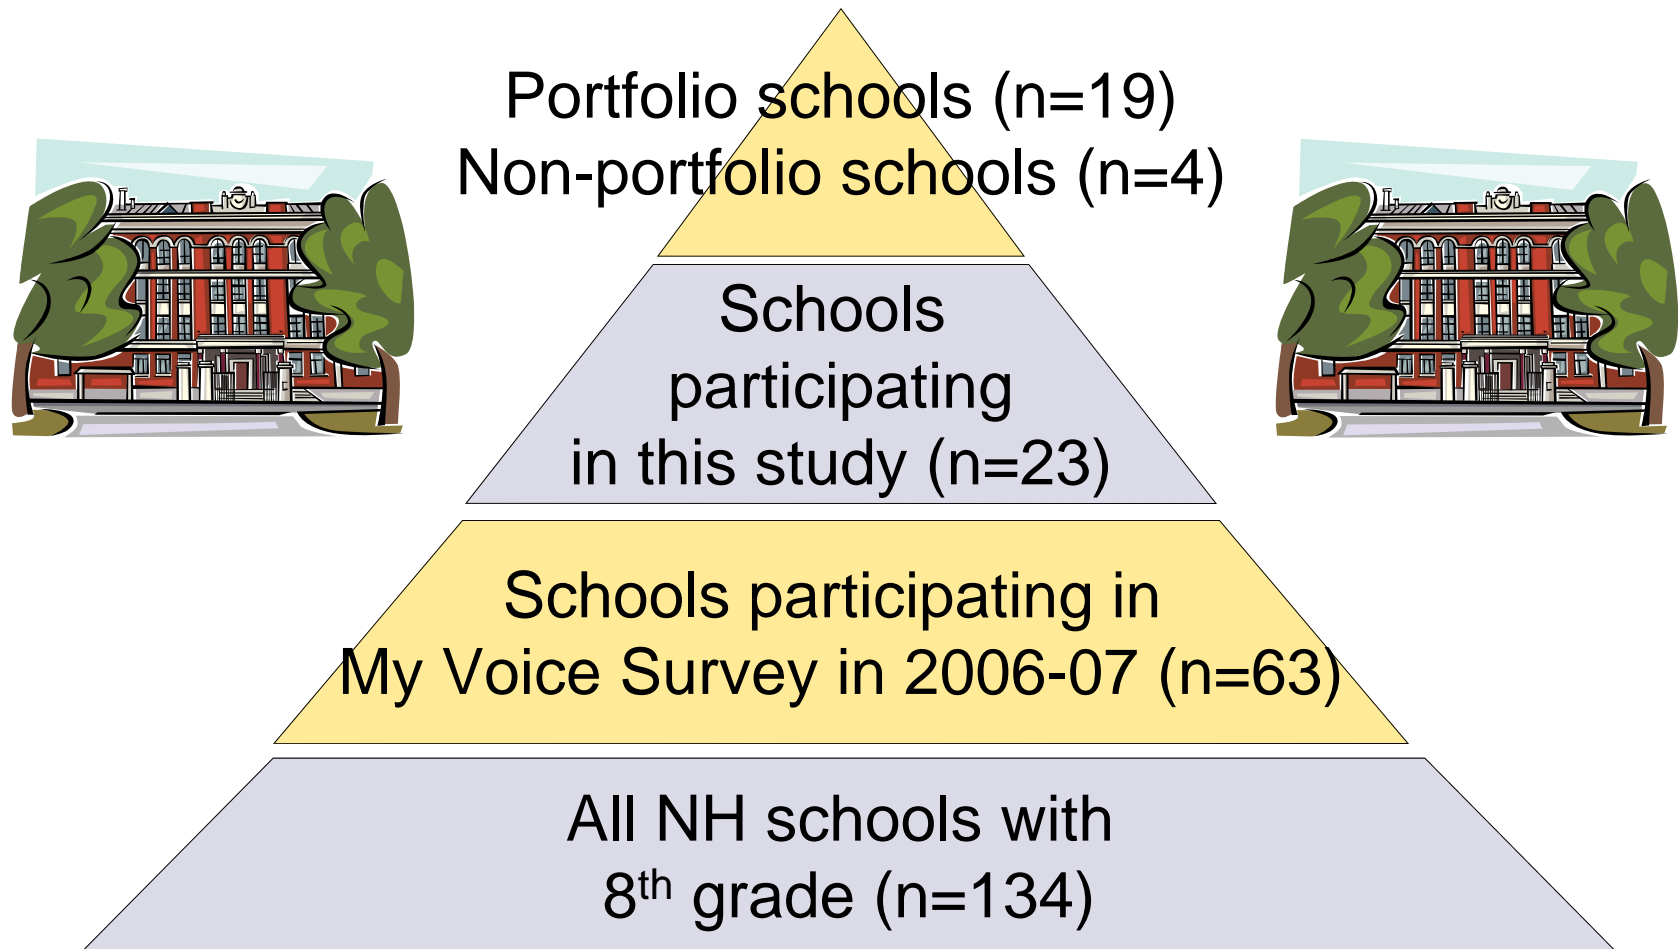 Portfolio schools (n=19)
Non-portfolio schools (n=4)
Schools
participating
in this study (n=23)
Schools participating in
My Voice Survey in 2006-07 (n=63)
All NH schools with
8th grade (n=134)